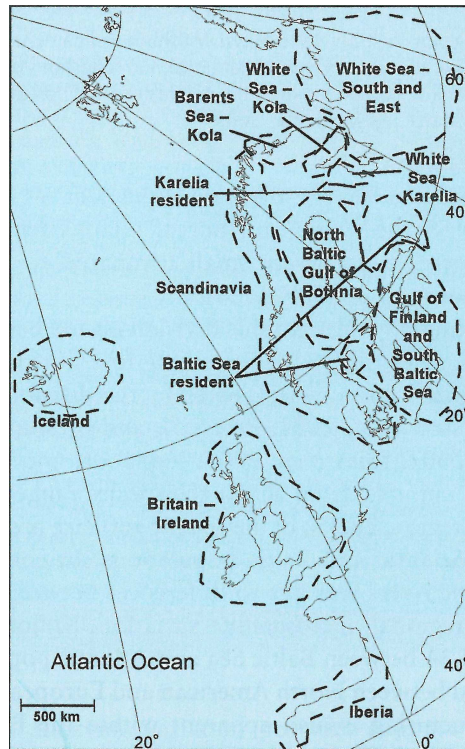 White
Sea –
Kola
White Sea –
South and
East
60
Barents
Sea –
Kola
White
Sea –
Karelia
Karelia
resident
40
North
Baltic
Gulf of
Bothnia
Scandinavia
Gulf of
Finland
and
South
Baltic
Sea
Baltic Sea
resident
20°
Iceland
Britain –
Ireland
Atlantic Ocean
40°
500 km
Iberia
20°
0°